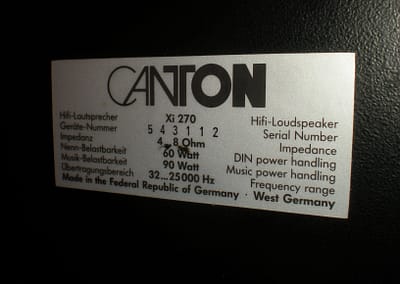 CANTON
Hifi-Lautsprecher Xi 270 Hifi-Loudspeaker
Geräte-Nummer 543112 Serial Number
Impedanz 4...8 Ohm Impedance
Nenn-Belastbarkeit 60 Watt DIN power handling
Musik-Belastbarkeit 90 Watt Music power handling
Übertragungsbereich 32...25000 Hz Frequency range
Made in the Federal Republic of Germany · West Germany